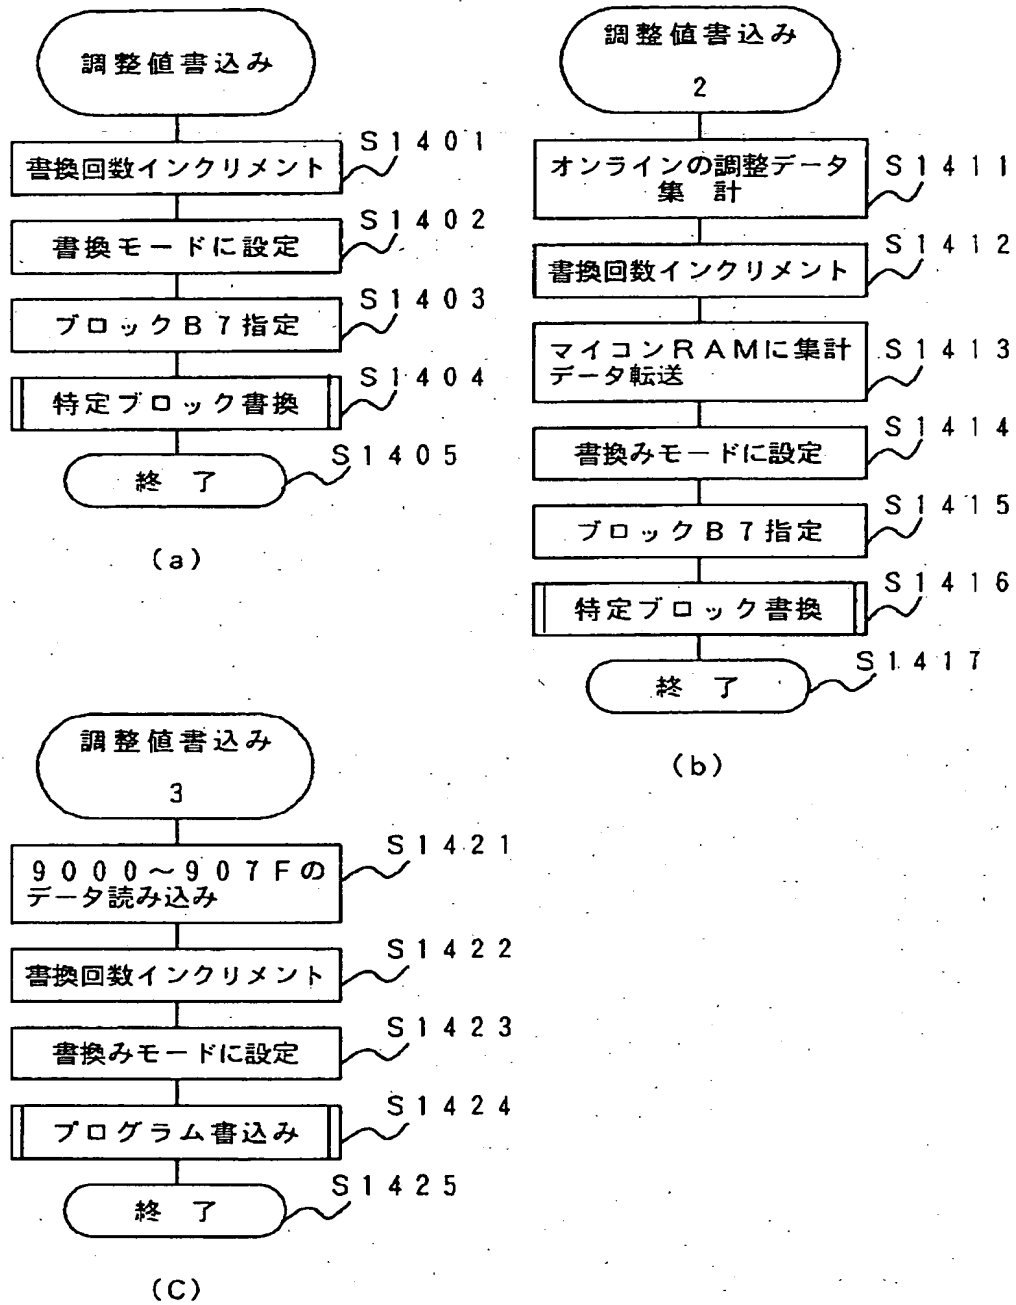 調整値書込み
書換回数インクリメント
S1401
書換モードに設定
S1402
ブロックB7指定
S1403
特定ブロック書換
S1404
終了
S1405
(a)
調整値書込み
2
オンラインの調整データ
集計
S1411
書換回数インクリメント
S1412
マイコンRAMに集計
データ転送
S1413
書換みモードに設定
S1414
ブロックB7指定
S1415
特定ブロック書換
S1416
終了
S1417
(b)
調整値書込み
3
9000~907Fの
データ読み込み
S1421
書換回数インクリメント
S1422
書換みモードに設定
S1423
プログラム書込み
S1424
終了
S1425
(C)